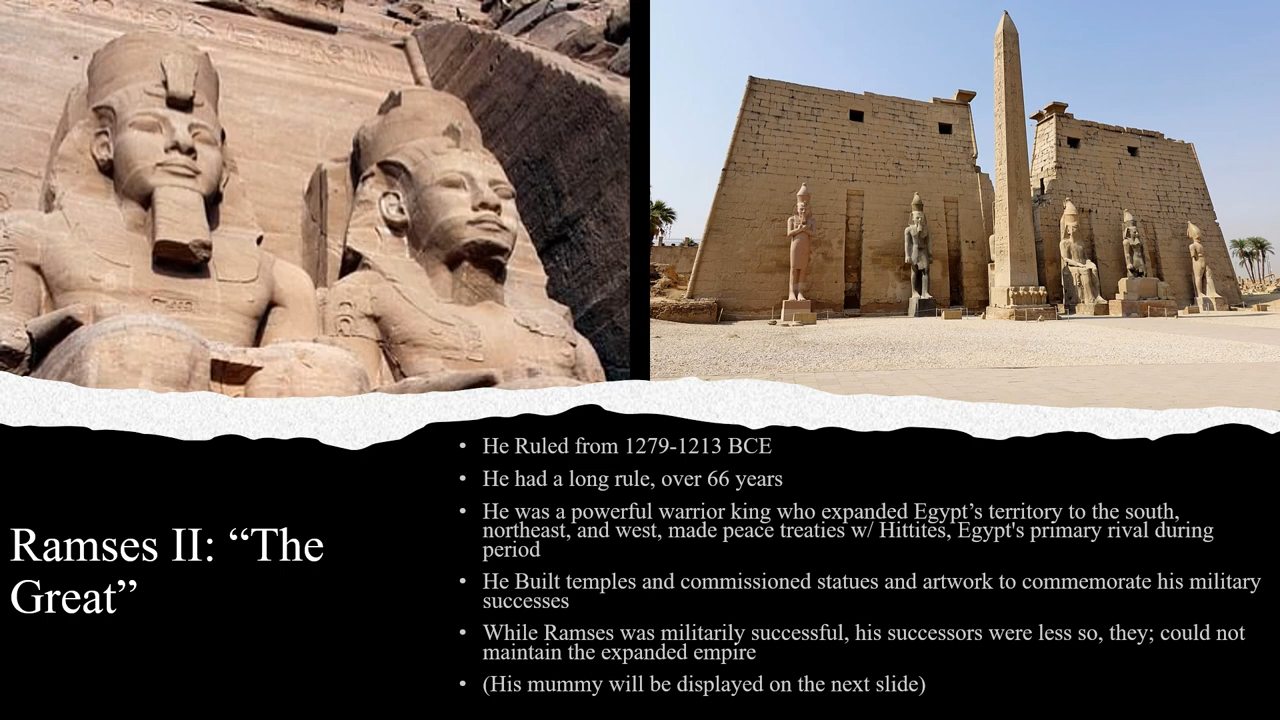 Ramses II: “The
Great”
• He Ruled from 1279-1213 BCE
• He had a long rule, over 66 years
• He was a powerful warrior king who expanded Egypt’s territory to the south,
northeast, and west, made peace treaties w/ Hittites, Egypt's primary rival during
period
• He Built temples and commissioned statues and artwork to commemorate his military
successes
• While Ramses was militarily successful, his successors were less so, they; could not
maintain the expanded empire
• (His mummy will be displayed on the next slide)